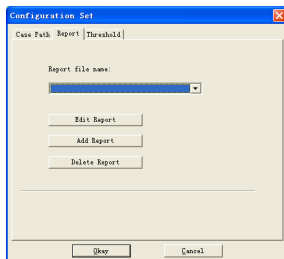 Configuration Set
Case Path Report Threshold
Report file name:
Edit Report
Add Report
Delete Report
Okay Cancel